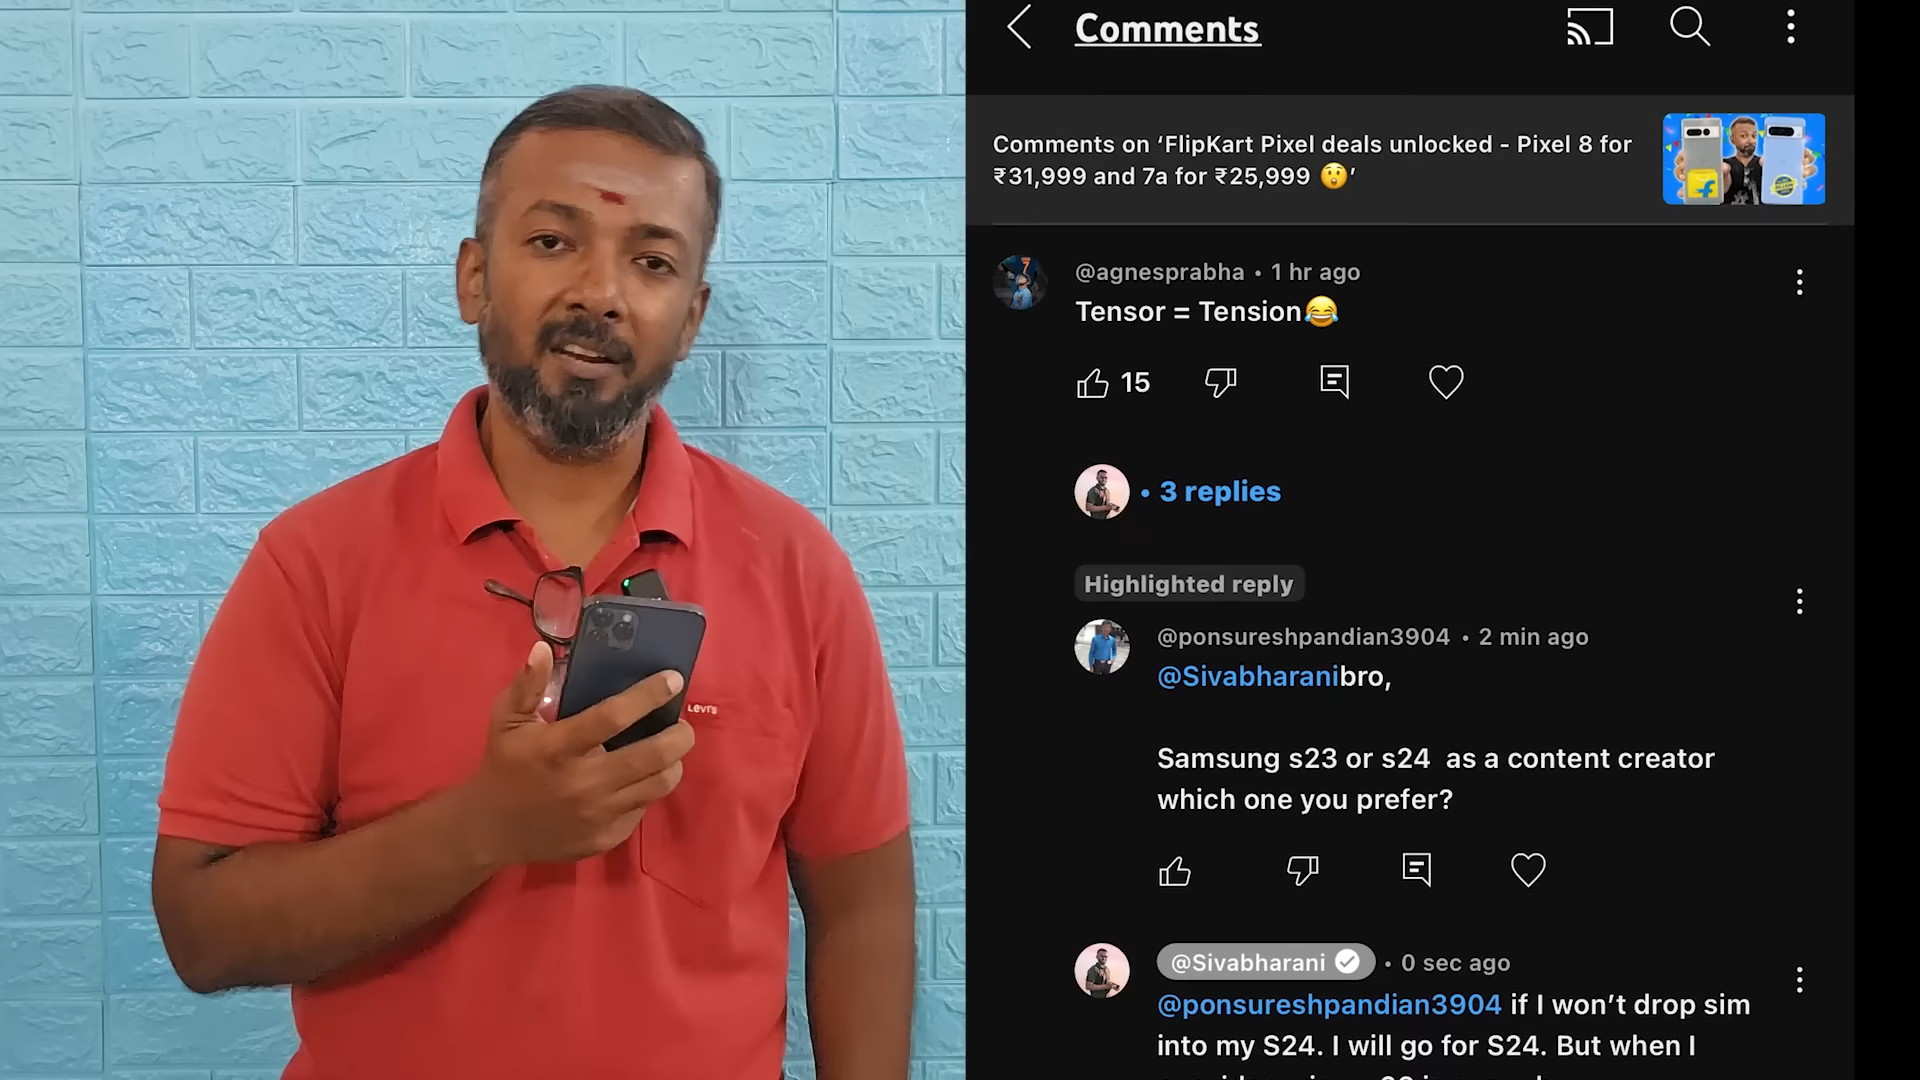 Comments
Comments on ‘FlipKart Pixel deals unlocked - Pixel 8 for
₹31,999 and 7a for ₹25,999 😲’
@agnesprabha • 1 hr ago
Tensor = Tension😂
15
• 3 replies
Highlighted reply
@ponsureshpandian3904 • 2 min ago
@Sivabharanibro,
Samsung s23 or s24 as a content creator
which one you prefer?
@Sivabharani • 0 sec ago
@ponsureshpandian3904 if I won’t drop sim
into my S24. I will go for S24. But when I
Levi's